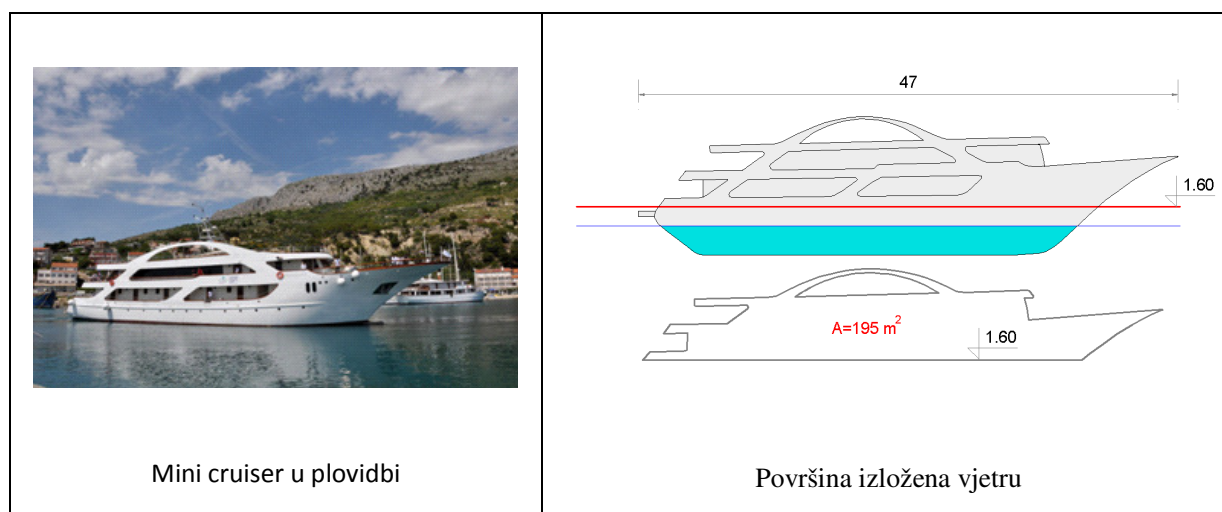 47
1.60
A=195 m²
1.60
Mini cruiser u plovidbi
Površina izložena vjetru